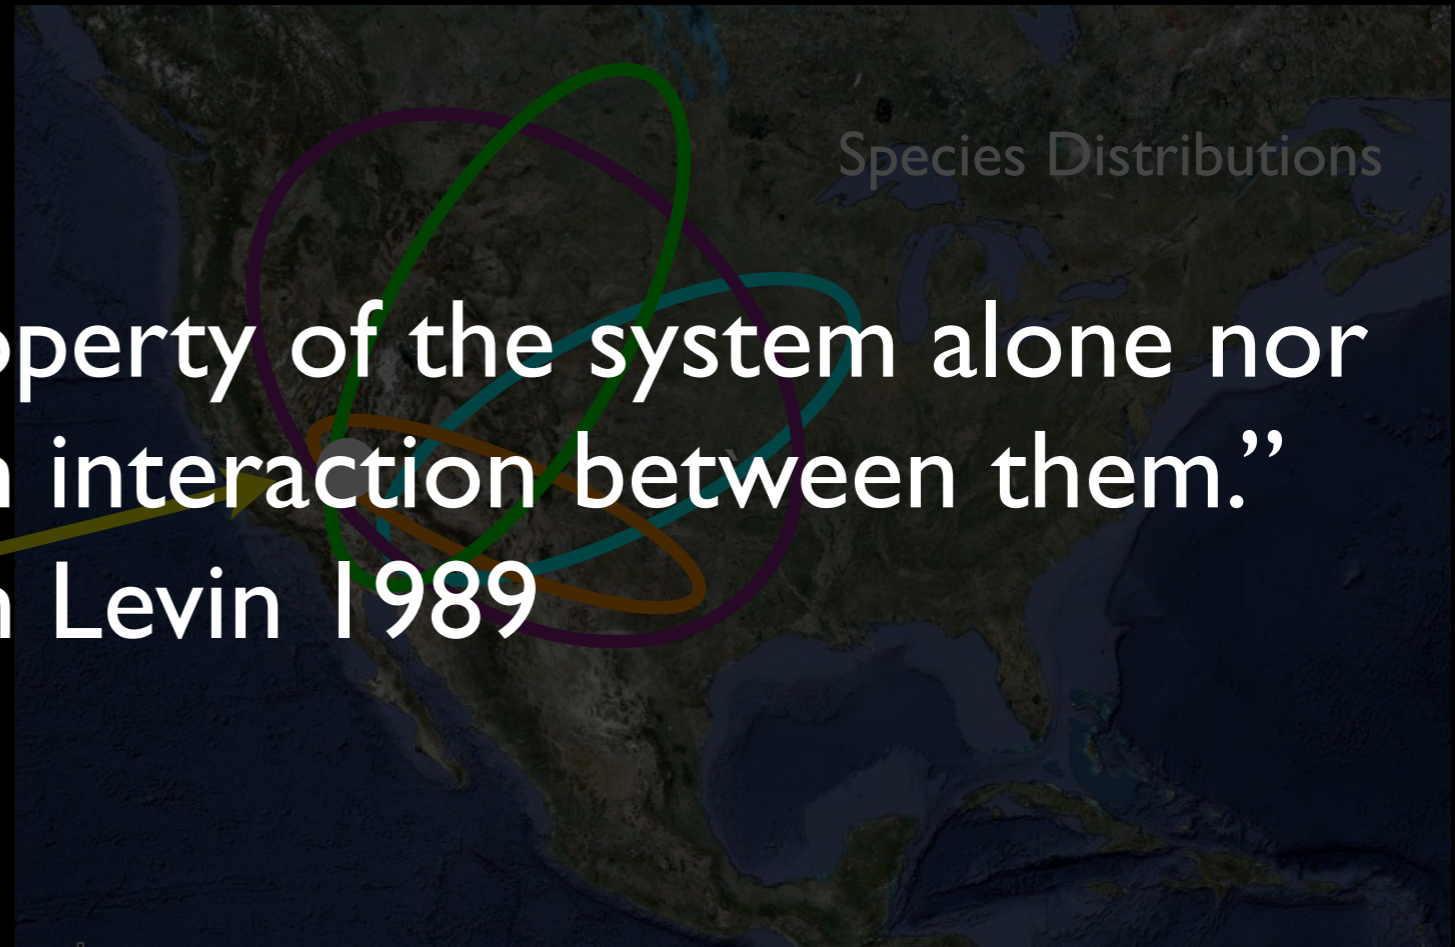 Species Distributions
operty of the system alone nor
n interaction between them.”
n Levin 1989